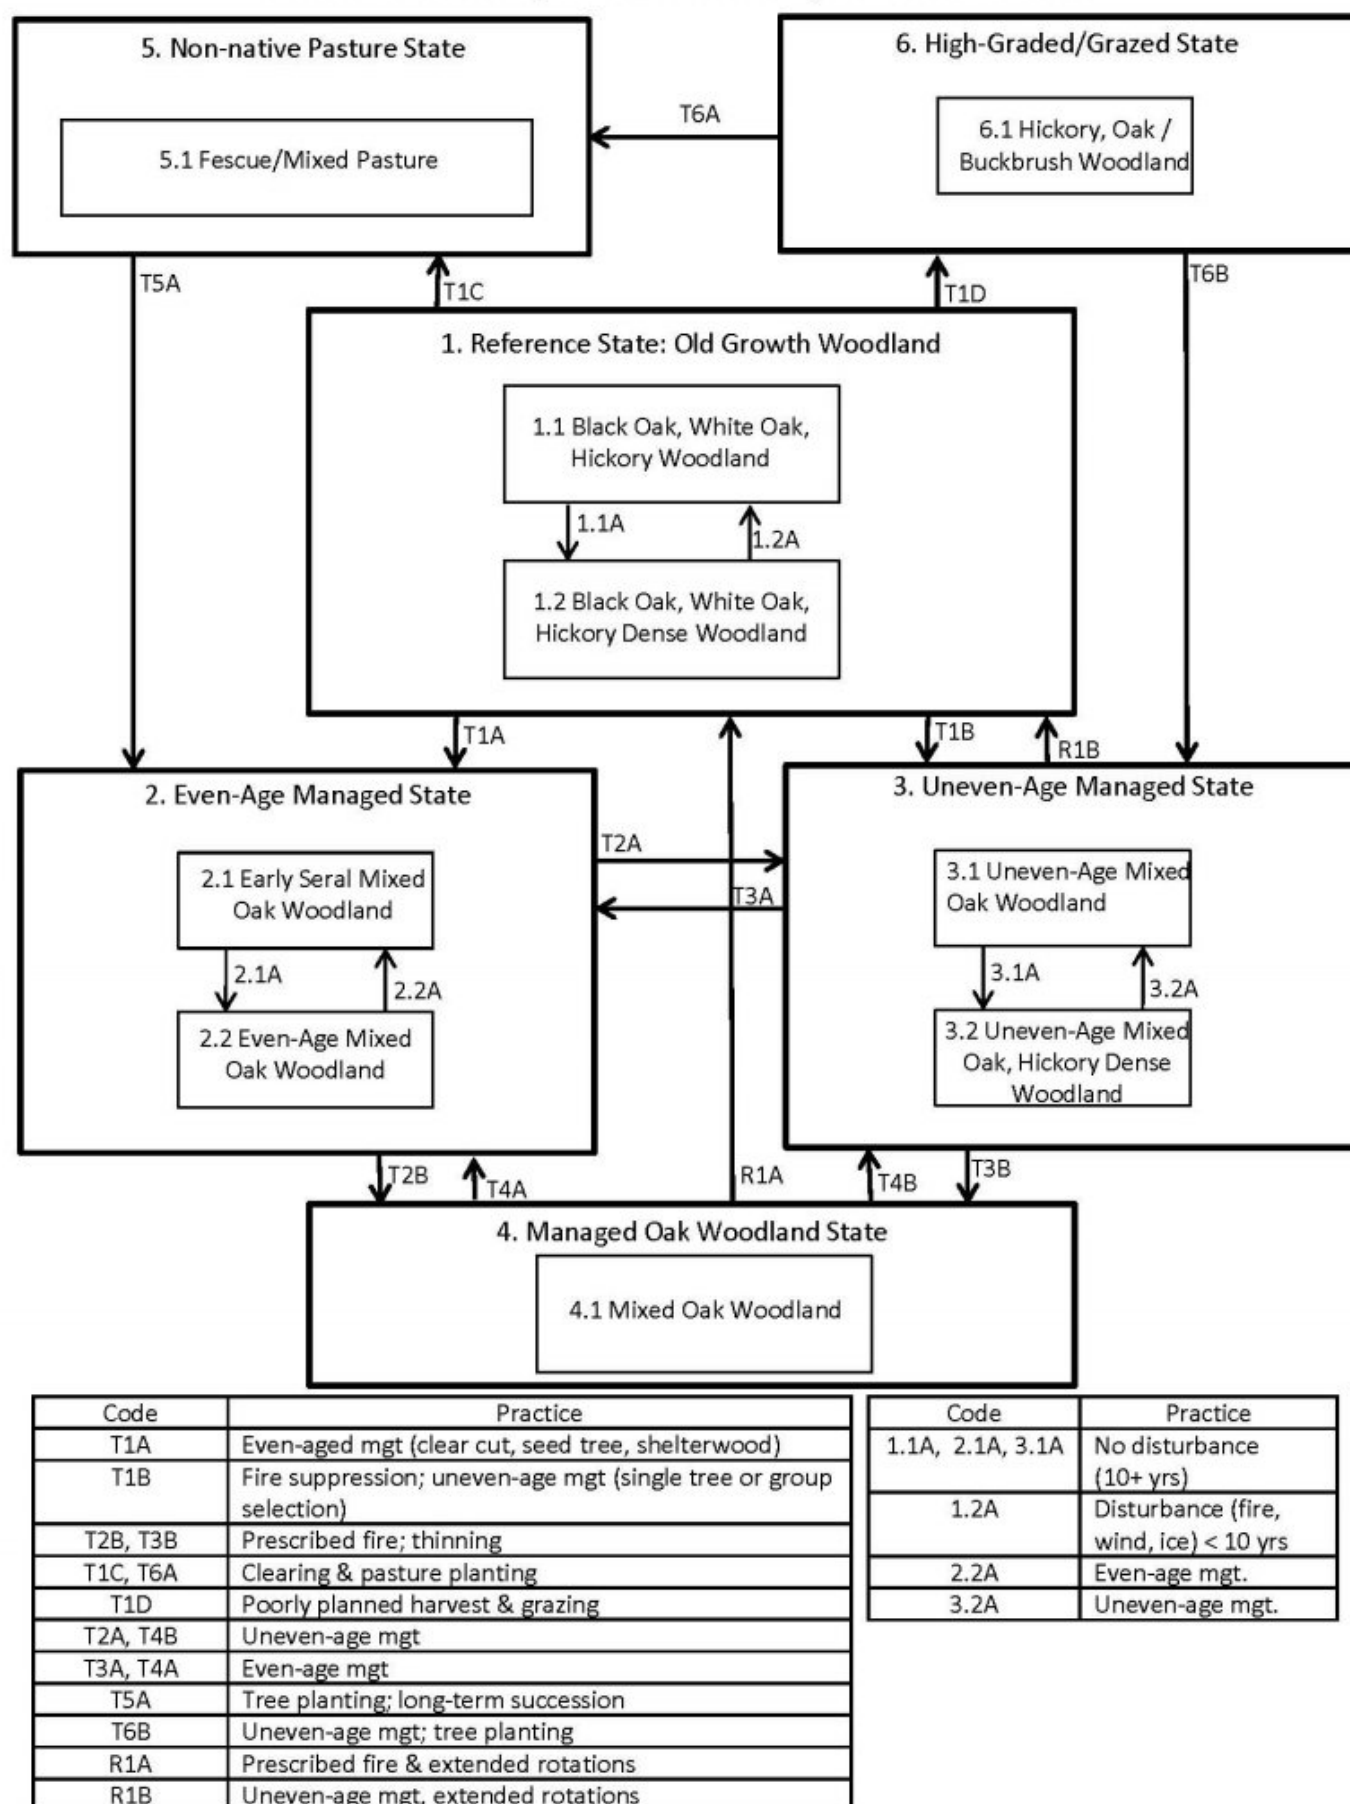 5. Non-native Pasture State
5.1 Fescue/Mixed Pasture
T6A
6. High-Graded/Grazed State
6.1 Hickory, Oak /
Buckbrush Woodland
T5A
T1C
T1D
T6B
1. Reference State: Old Growth Woodland
1.1 Black Oak, White Oak,
Hickory Woodland
1.1A
1.2A
1.2 Black Oak, White Oak,
Hickory Dense Woodland
T1A
T1B
R1B
2. Even-Age Managed State
2.1 Early Seral Mixed
Oak Woodland
2.1A
2.2A
2.2 Even-Age Mixed
Oak Woodland
T2A
T3A
3. Uneven-Age Managed State
3.1 Uneven-Age Mixed
Oak Woodland
3.1A
3.2A
3.2 Uneven-Age Mixed
Oak, Hickory Dense
Woodland
T2B
T4A
R1A
T4B
T3B
4. Managed Oak Woodland State
4.1 Mixed Oak Woodland
Code Practice
T1A Even-aged mgt (clear cut, seed tree, shelterwood)
T1B Fire suppression; uneven-age mgt (single tree or group
selection)
T2B, T3B Prescribed fire; thinning
T1C, T6A Clearing & pasture planting
T1D Poorly planned harvest & grazing
T2A, T4B Uneven-age mgt
T3A, T4A Even-age mgt
T5A Tree planting; long-term succession
T6B Uneven-age mgt; tree planting
R1A Prescribed fire & extended rotations
R1B Uneven-age mgt, extended rotations
Code Practice
1.1A, 2.1A, 3.1A No disturbance
(10+ yrs)
1.2A Disturbance (fire,
wind, ice) < 10 yrs
2.2A Even-age mgt.
3.2A Uneven-age mgt.